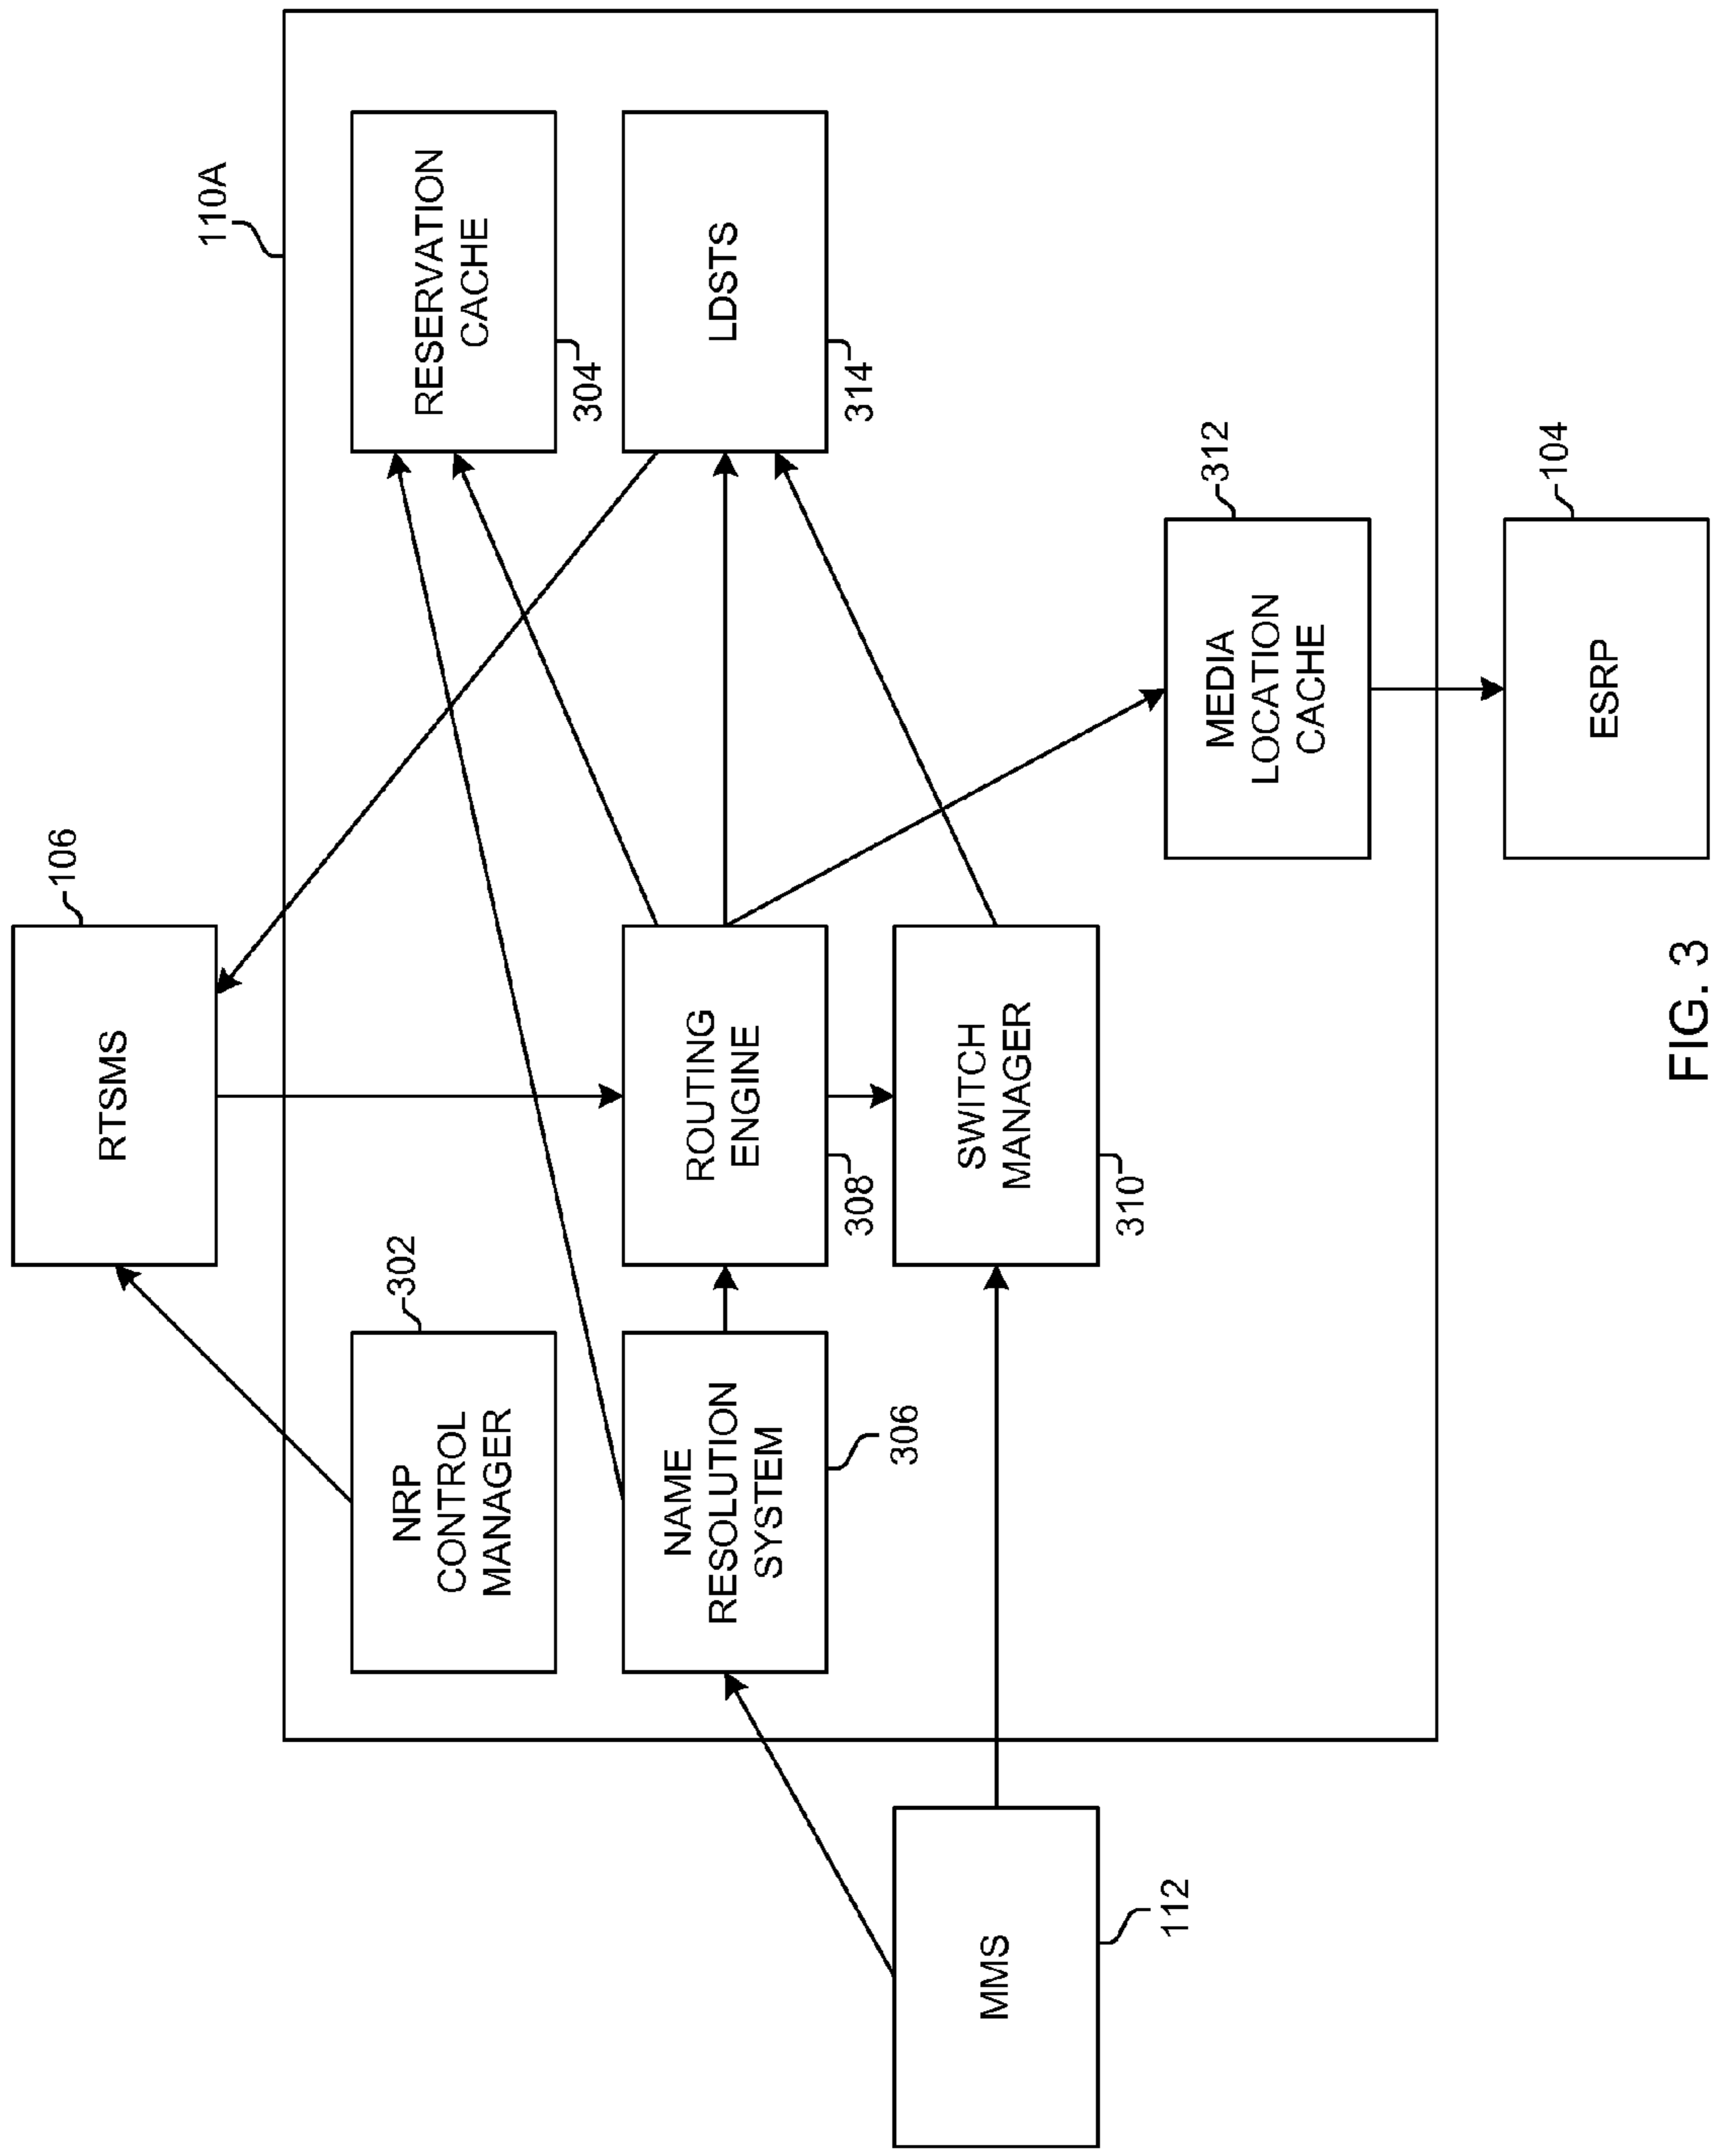 RTSMS
106
110A
NRP
CONTROL
MANAGER
302
RESERVATION
CACHE
304
NAME
RESOLUTION
SYSTEM
306
ROUTING
ENGINE
308
LDSTS
314
MMS
112
SWITCH
MANAGER
310
MEDIA
LOCATION
CACHE
312
ESRP
104
FIG. 3